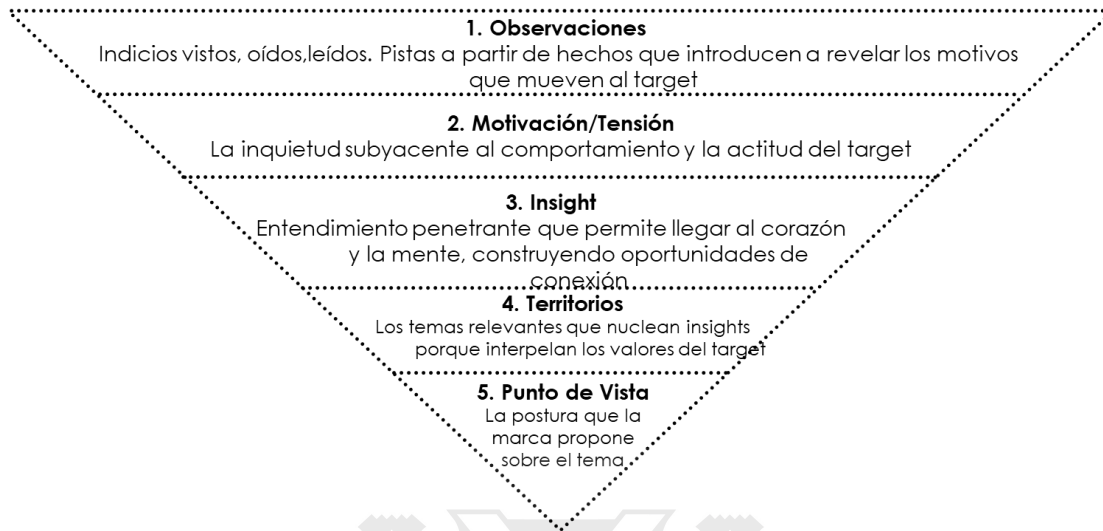 1. Observaciones
Indicios vistos, oídos,leídos. Pistas a partir de hechos que introducen a revelar los motivos
que mueven al target
2. Motivación/Tensión
La inquietud subyacente al comportamiento y la actitud del target
3. Insight
Entendimiento penetrante que permite llegar al corazón
y la mente, construyendo oportunidades de
conexión
4. Territorios
Los temas relevantes que nuclean insights
porque interpelan los valores del target
5. Punto de Vista
La postura que la
marca propone
sobre el tema